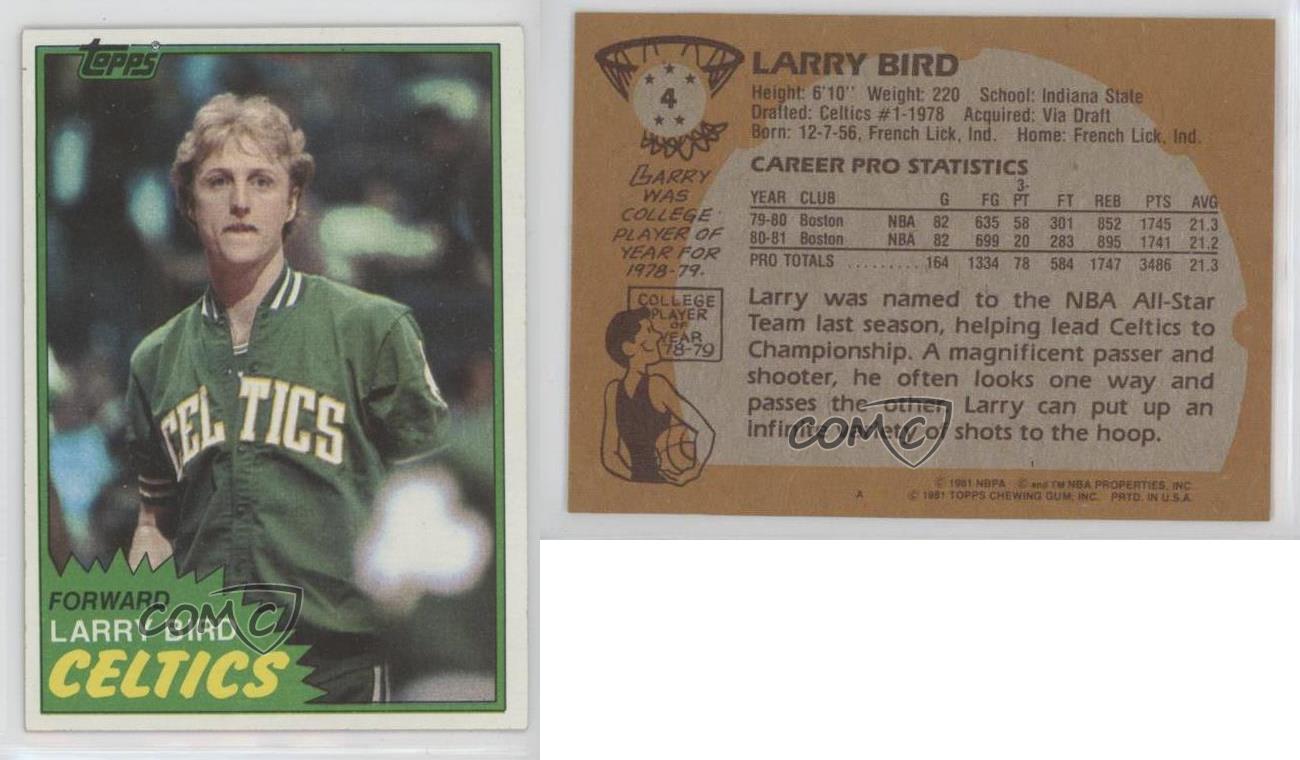 topps®
CELTICS
FORWARD
LARRY BIRD
CELTICS
COMC
4
LARRY BIRD
Height: 6'10'' Weight: 220 School: Indiana State
Drafted: Celtics #1-1978 Acquired: Via Draft
Born: 12-7-56, French Lick, Ind. Home: French Lick, Ind.
LARRY
WAS
COLLEGE
PLAYER OF
YEAR FOR
1978-79.
COLLEGE
PLAYER
OF
YEAR
'78-79
CAREER PRO STATISTICS
YEAR CLUB G FG 3-PT FT REB PTS AVG
79-80 Boston NBA 82 635 58 301 852 1745 21.3
80-81 Boston NBA 82 699 20 283 895 1741 21.2
PRO TOTALS .......... 164 1334 78 584 1747 3486 21.3
Larry was named to the NBA All-Star
Team last season, helping lead Celtics to
Championship. A magnificent passer and
shooter, he often looks one way and
passes the other. Larry can put up an
infinite variety of shots to the hoop.
COMC
1
© 1981 NBPA © and TM NBA PROPERTIES, INC.
A © 1981 TOPPS CHEWING GUM, INC. PRTD. IN U.S.A.